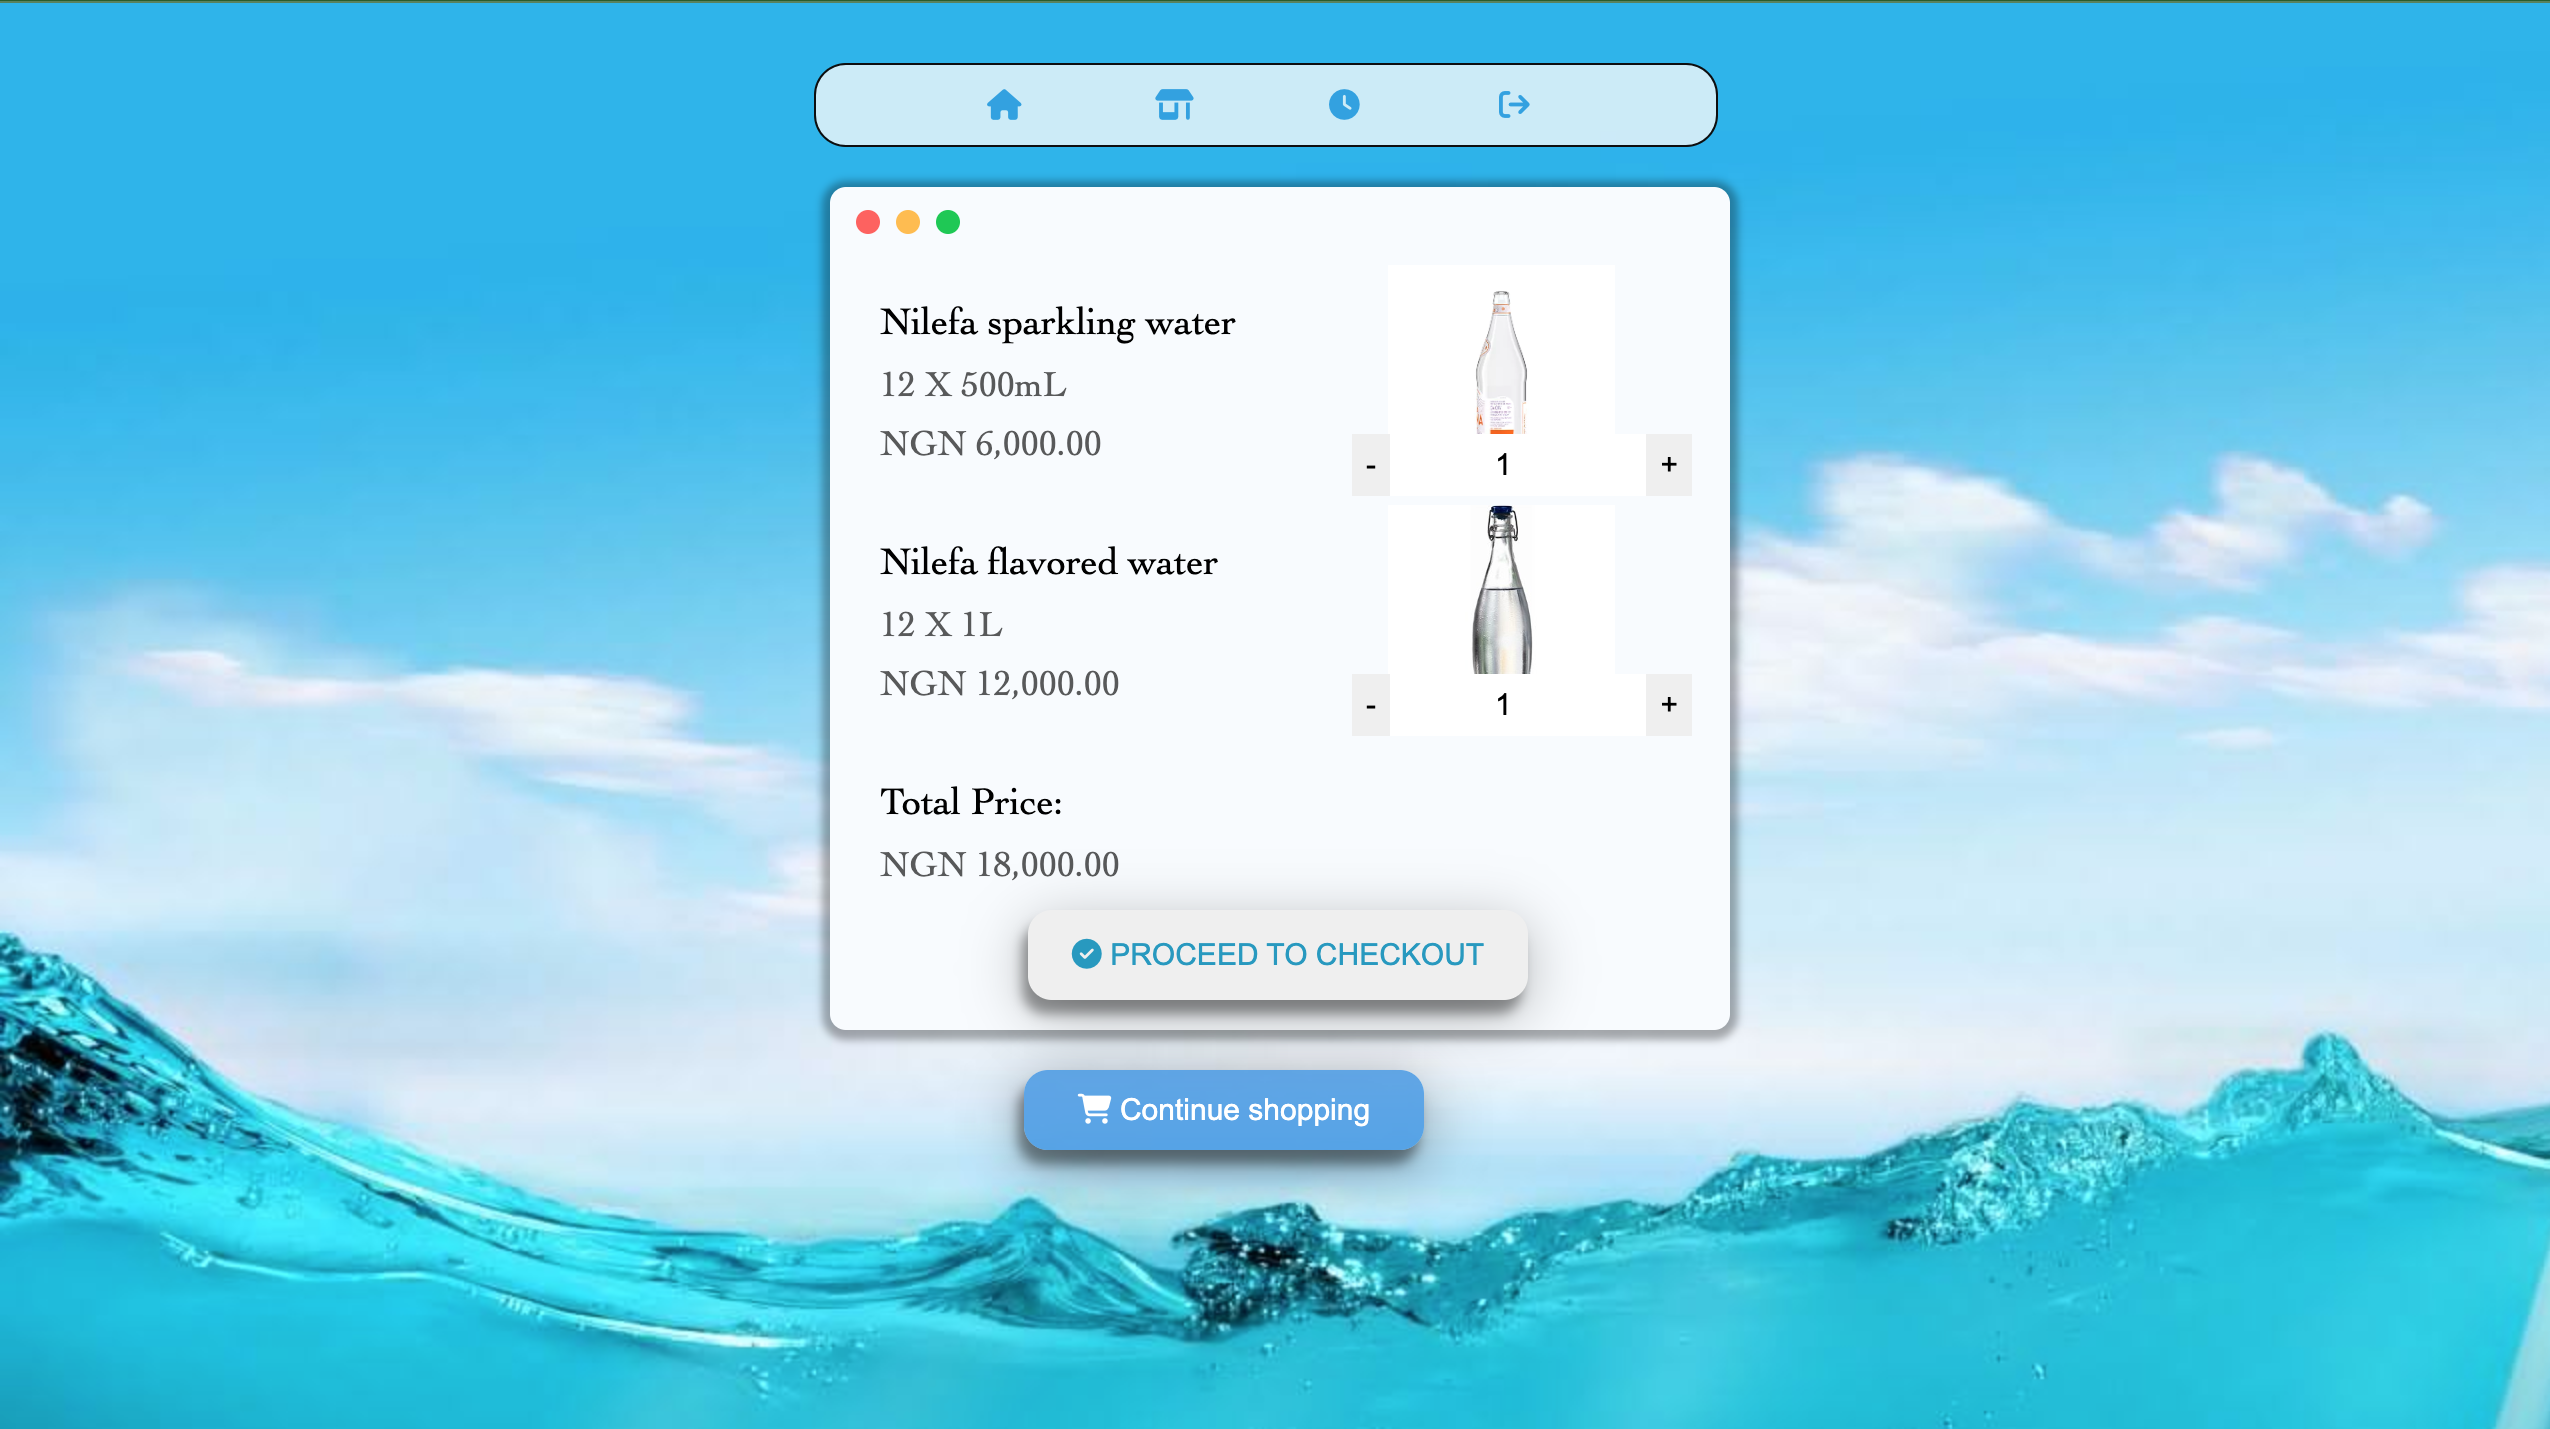 Nilefa sparkling water
12 X 500mL
NGN 6,000.00
- 1 +
Nilefa flavored water
12 X 1L
NGN 12,000.00
- 1 +
Total Price:
NGN 18,000.00
PROCEED TO CHECKOUT
Continue shopping